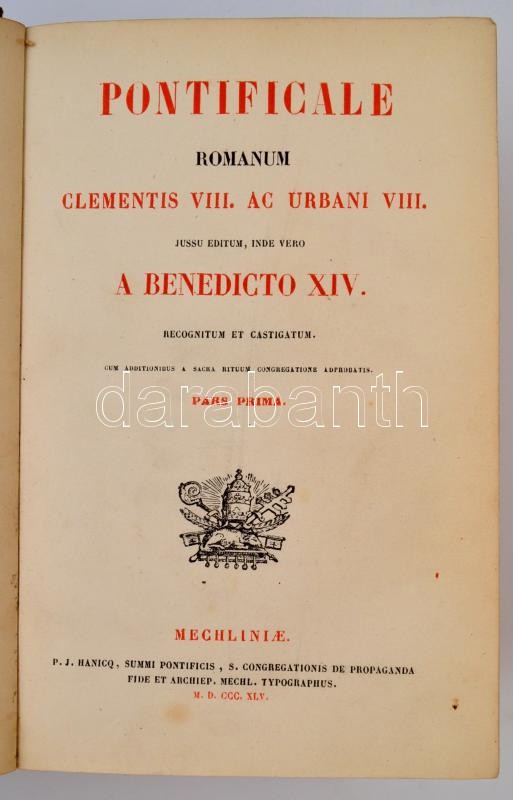 PONTIFICALE
ROMANUM
CLEMENTIS VIII. AC URBANI VIII.
JUSSU EDITUM, INDE VERO
A BENEDICTO XIV.
RECOGNITUM ET CASTIGATUM.
CUM ADDITIONIBUS A SACRA RITUUM CONGREGATIONE ADPROBATIS.
darabanth
PARS PRIMA.
MECHLINIÆ.
P. J. HANICQ, SUMMI PONTIFICIS, S. CONGREGATIONIS DE PROPAGANDA
FIDE ET ARCHIEP. MECHL. TYPOGRAPHUS.
M. D. CCC. XLV.